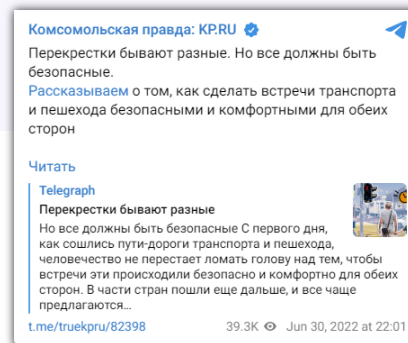 Комсомольская правда: KP.RU
Перекрестки бывают разные. Но все должны быть
безопасные.
Рассказываем о том, как сделать встречи транспорта
и пешехода безопасными и комфортными для обеих
сторон
Читать
Telegraph
Перекрестки бывают разные
Но все должны быть безопасные С первого дня,
как сошлись пути-дороги транспорта и пешехода,
человечество не перестает ломать голову над тем, чтобы
встречи эти происходили безопасно и комфортно для обеих
сторон. В части стран пошли еще дальше, и все чаще
предлагаются...
t.me/truekpru/82398 39.3K Jun 30, 2022 at 22:01